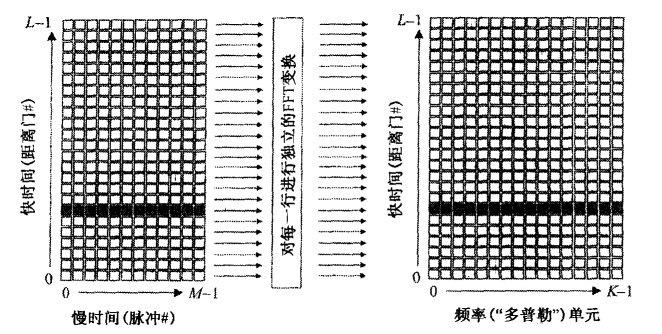 L-1
快时间(距离门#)
0
0
M-1
慢时间(脉冲#)
对每一行进行独立的FFT变换
L-1
快时间(距离门#)
0
0
K-1
频率(“多普勒”)单元